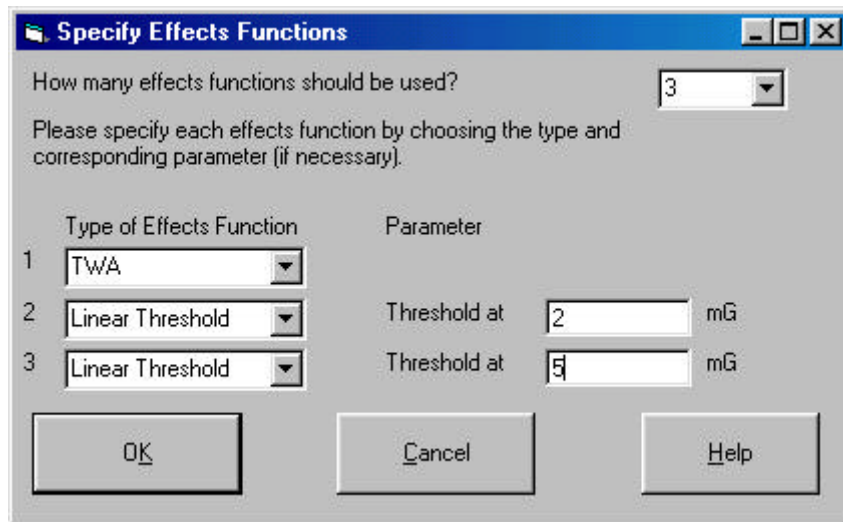 Specify Effects Functions
How many effects functions should be used?
3
Please specify each effects function by choosing the type and
corresponding parameter (if necessary).
Type of Effects Function Parameter
1 TWA
2 Linear Threshold Threshold at 2 mG
3 Linear Threshold Threshold at 5 mG
OK Cancel Help